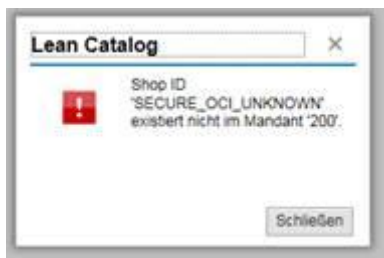 Lean Catalog
Shop ID
'SECURE_OCI_UNKNOWN'
existiert nicht im Mandant '200'.
Schließen